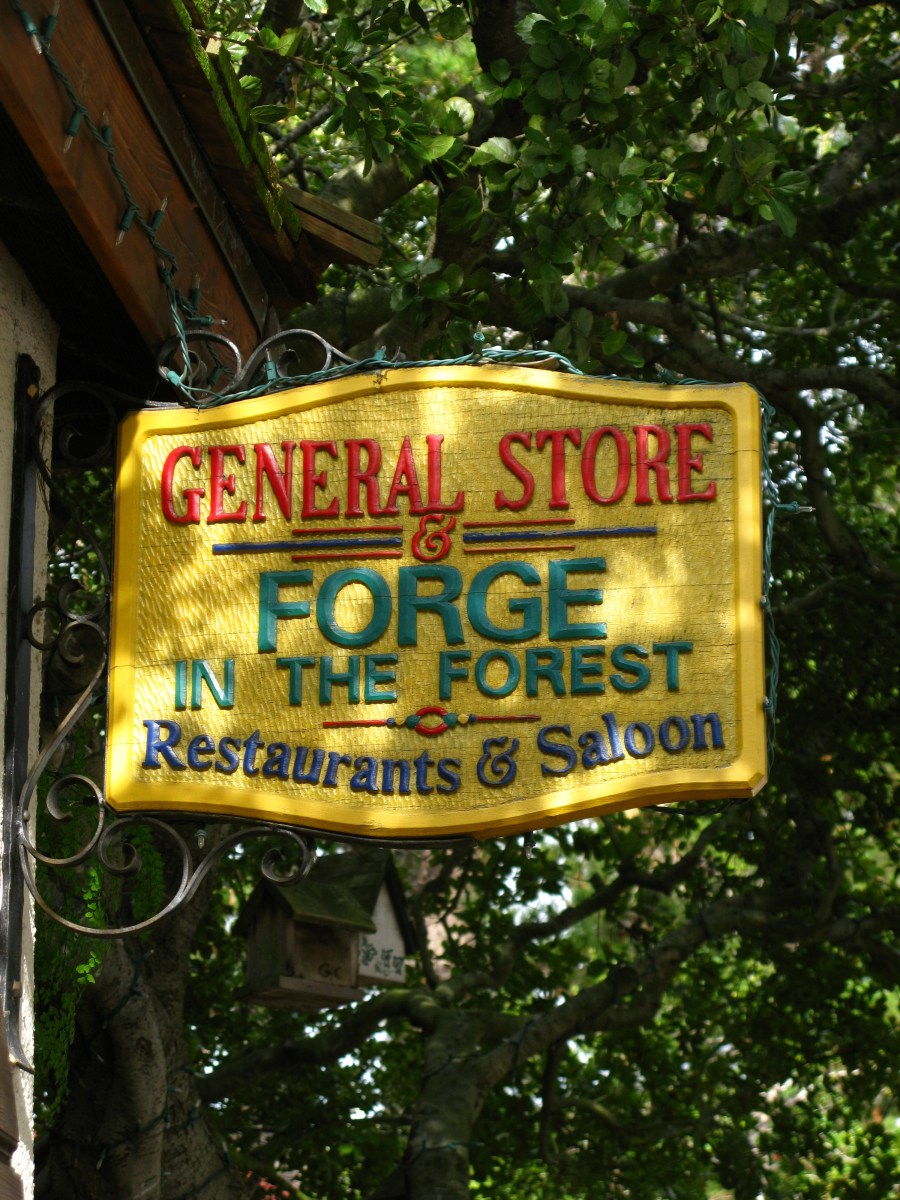 GENERAL STORE
&
FORGE
IN THE FOREST
Restaurants & Saloon